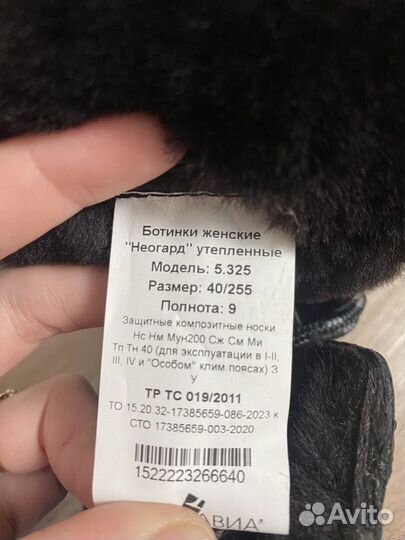 Ботинки женские
"Неогард" утепленные
Модель: 5.325
Размер: 40/255
Полнота: 9
Защитные композитные носки
Нс Нм Мун200 Сж См Ми
Тп Тн 40 (для эксплуатации в I-II,
III, IV и "Особом" клим.поясах) З
У
ТР ТС 019/2011
ТО 15.20.32-17385659-086-2023 к
СТО 17385659-003-2020
1522223266640
АВИА®
Avito